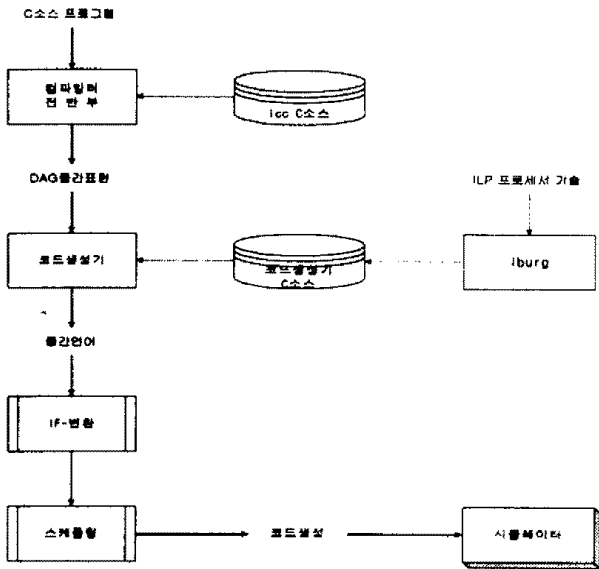 C소스 프로그램
컴파일러
전 반 부
lcc C소스
DAG중간표현
ILP 프로세서 기술
코드생성기
코드생성기
C소스
lburg
중간언어
IF-변환
스케쥴링
코드생성
시뮬레이터